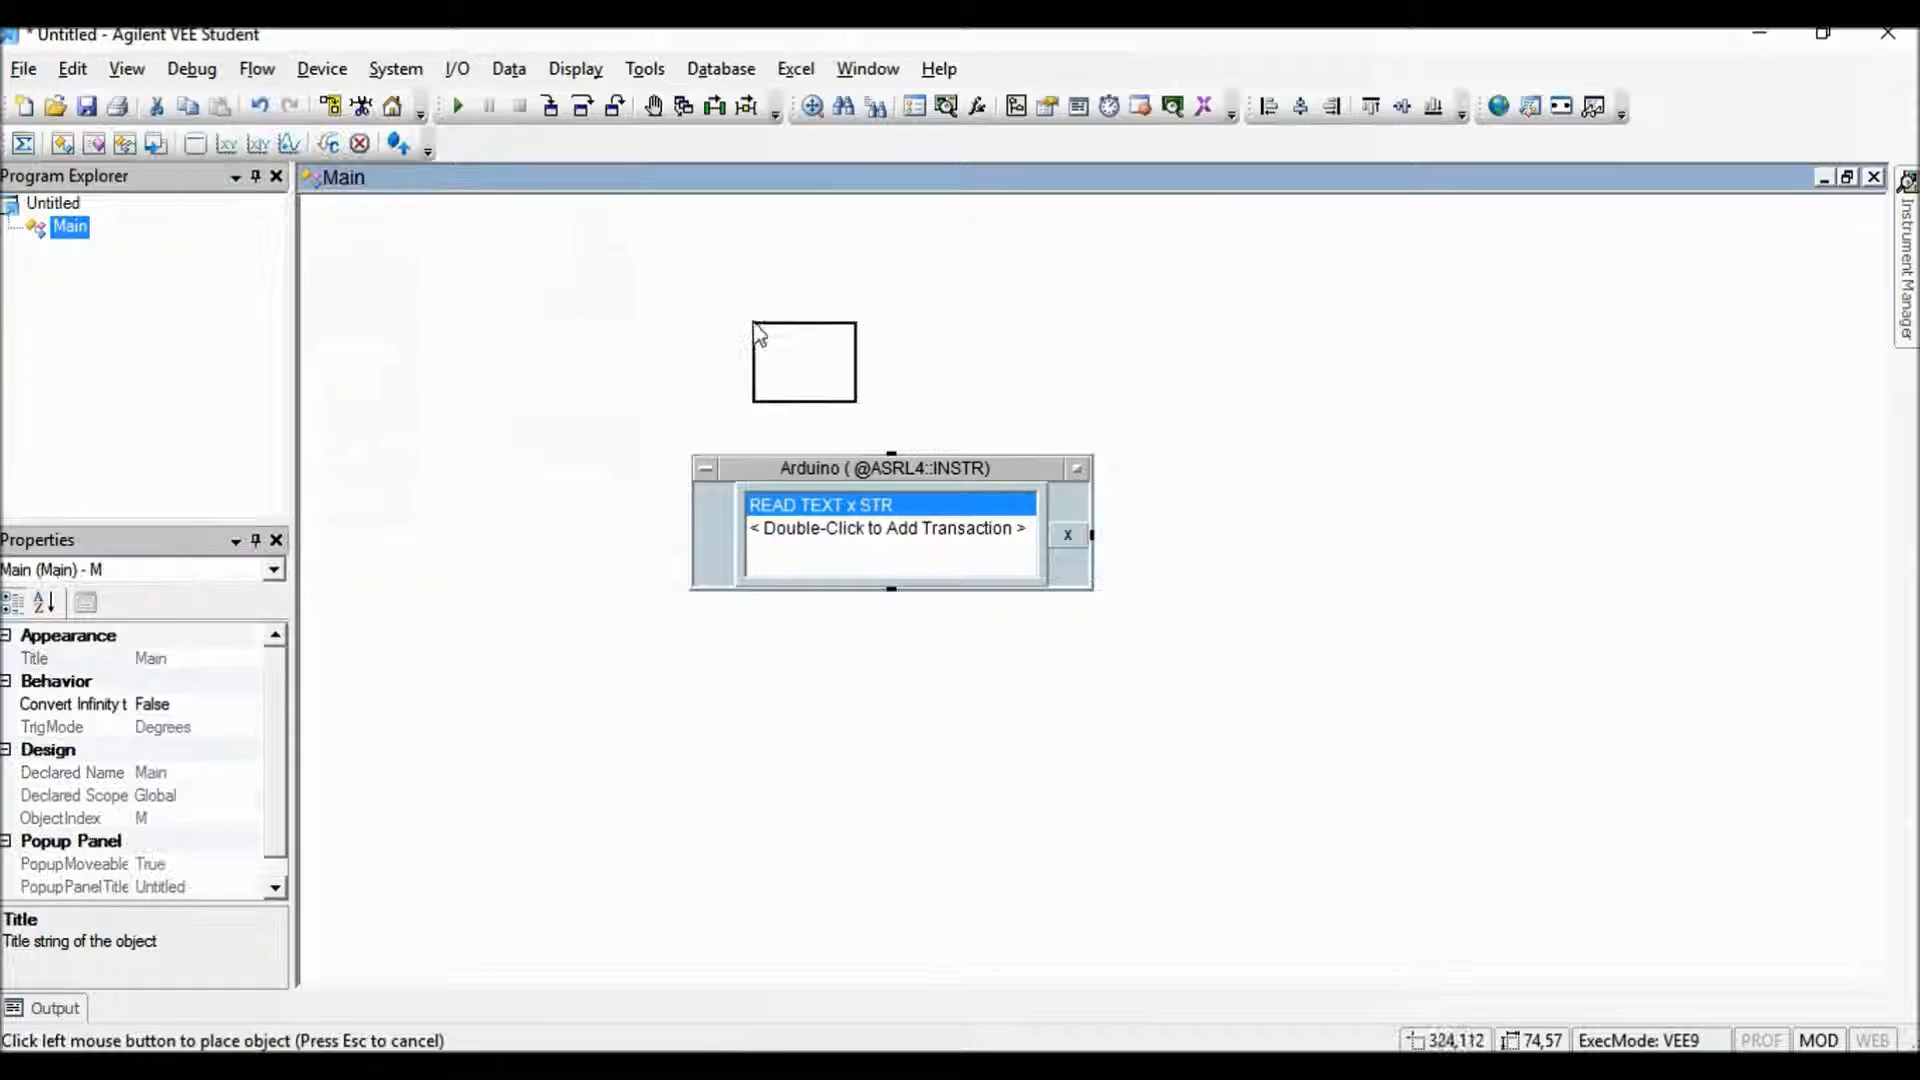 * Untitled - Agilent VEE Student
File Edit View Debug Flow Device System I/O Data Display Tools Database Excel Window Help
Program Explorer
Main
Untitled
Main
Instrument Manager
Arduino ( @ASRL4::INSTR)
READ TEXT x STR
< Double-Click to Add Transaction >
x
Properties
Main (Main) - M
Appearance
Title Main
Behavior
Convert Infinity t False
TrigMode Degrees
Design
Declared Name Main
Declared Scope Global
ObjectIndex M
Popup Panel
PopupMoveable True
PopupPanelTitle Untitled
Title
Title string of the object
Output
Click left mouse button to place object (Press Esc to cancel)
324,112 74,57 ExecMode: VEE9 PROF MOD WEB